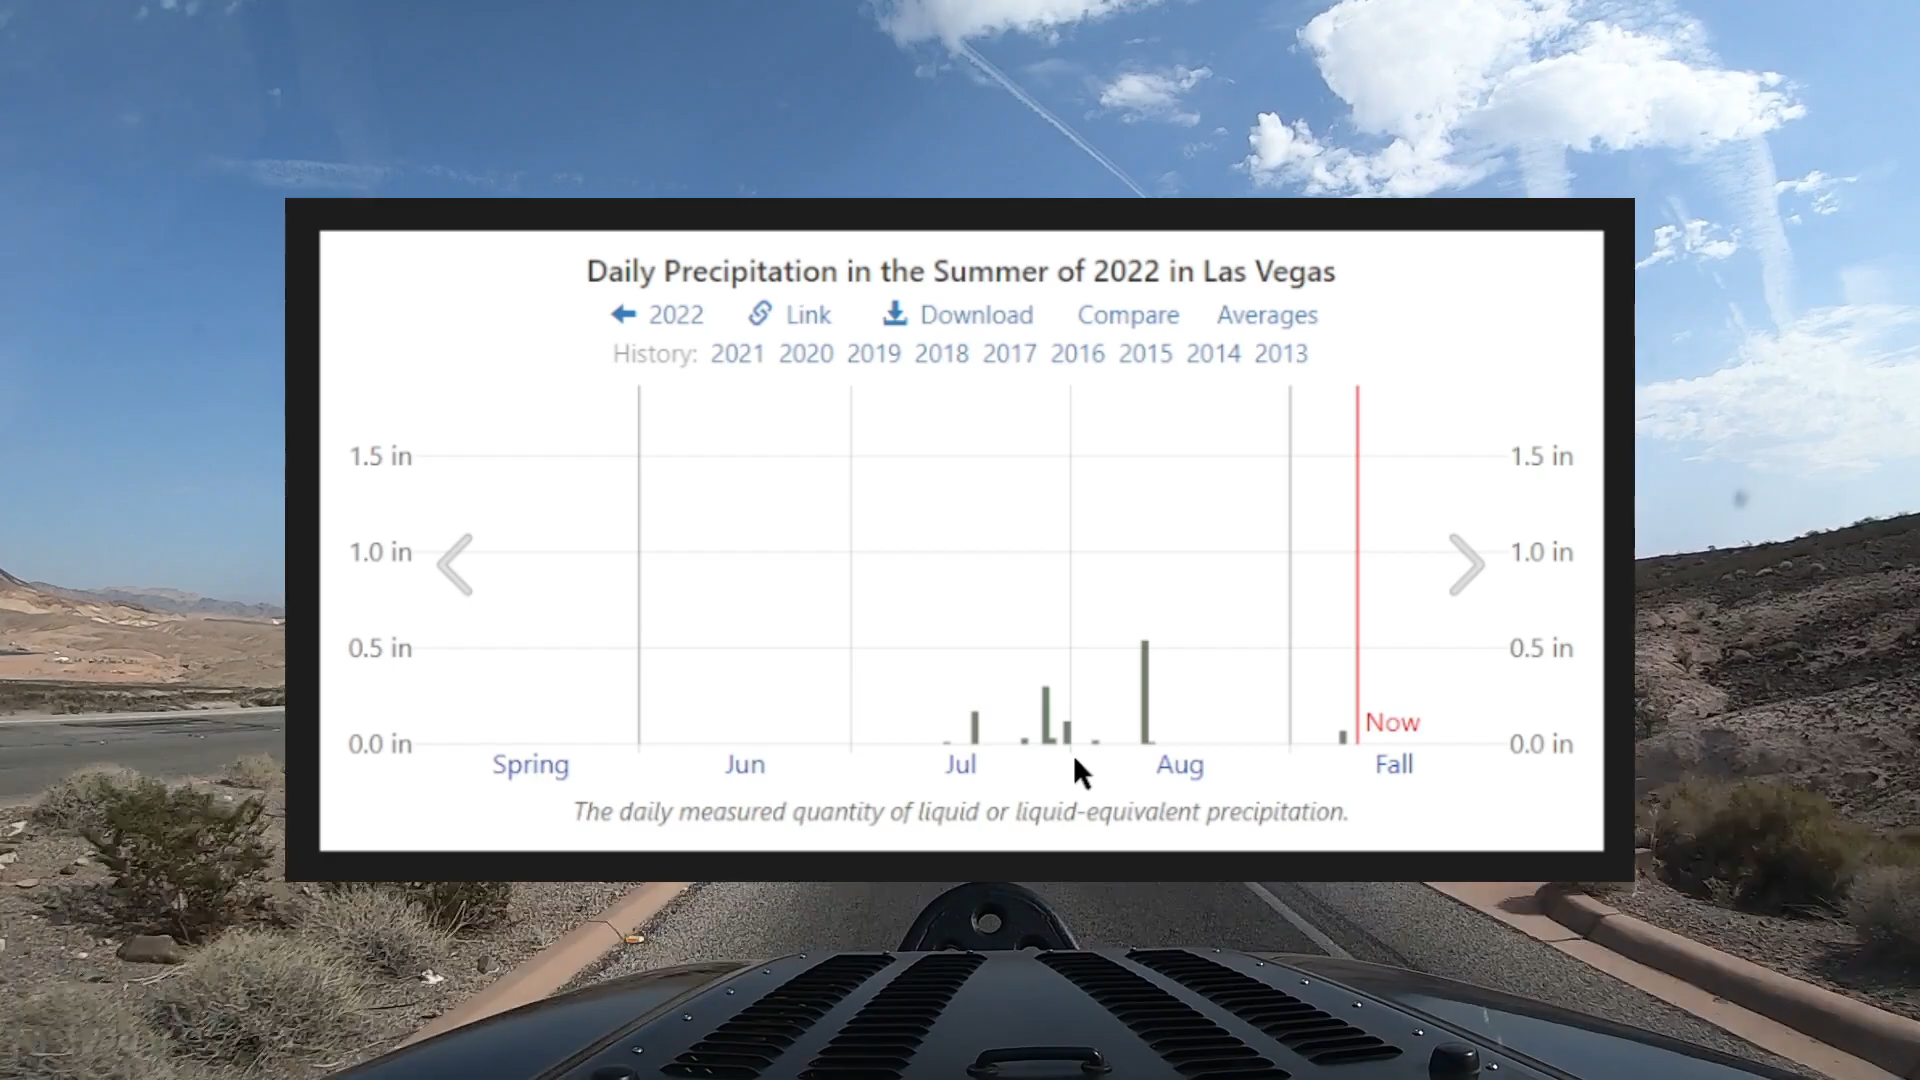 Daily Precipitation in the Summer of 2022 in Las Vegas
2022 Link Download Compare Averages
History: 2021 2020 2019 2018 2017 2016 2015 2014 2013
1.5 in 1.5 in
1.0 in 1.0 in
0.5 in 0.5 in
Now
0.0 in 0.0 in
Spring Jun Jul Aug Fall
The daily measured quantity of liquid or liquid-equivalent precipitation.